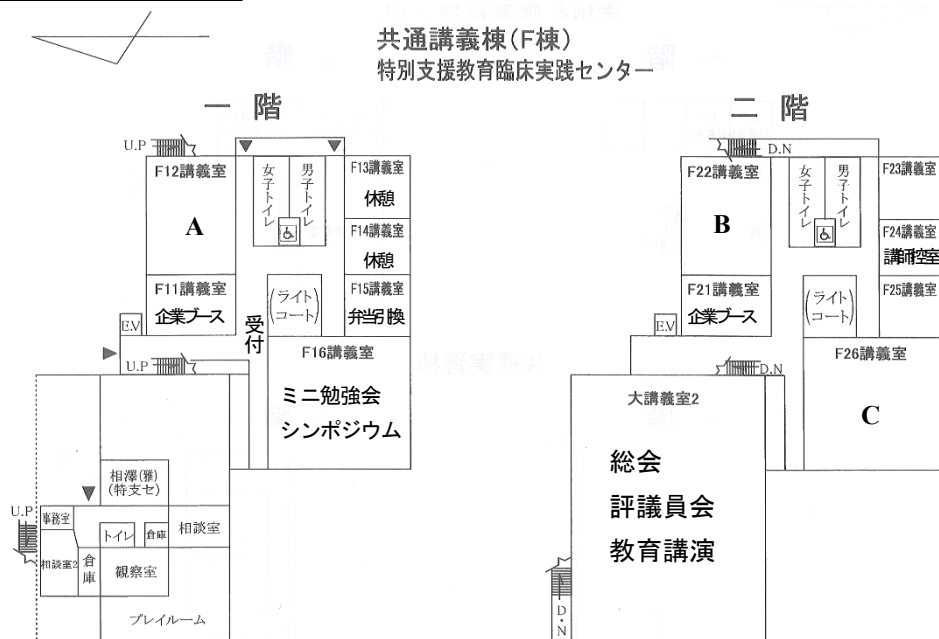 共通講義棟(F棟)
特別支援教育臨床実践センター
一 階
U.P
F12講義室
A
女子トイレ
男子トイレ
F13講義室
休憩
F14講義室
休憩
F11講義室
企業ブース
E.V
受付
(ライト
コート)
F15講義室
弁当引換
U.P
F16講義室
ミニ勉強会
シンポジウム
相澤(雅)
(特支セ)
U.P
事務室
トイレ
倉庫
相談室
相談室2
倉庫
観察室
プレイルーム
二 階
D.N
F22講義室
B
女子トイレ
男子トイレ
F23講義室
F24講義室
講師控室
F21講義室
企業ブース
E.V
(ライト
コート)
F25講義室
D.N
F26講義室
C
大講義室2
総会
評議員会
教育講演
D.N